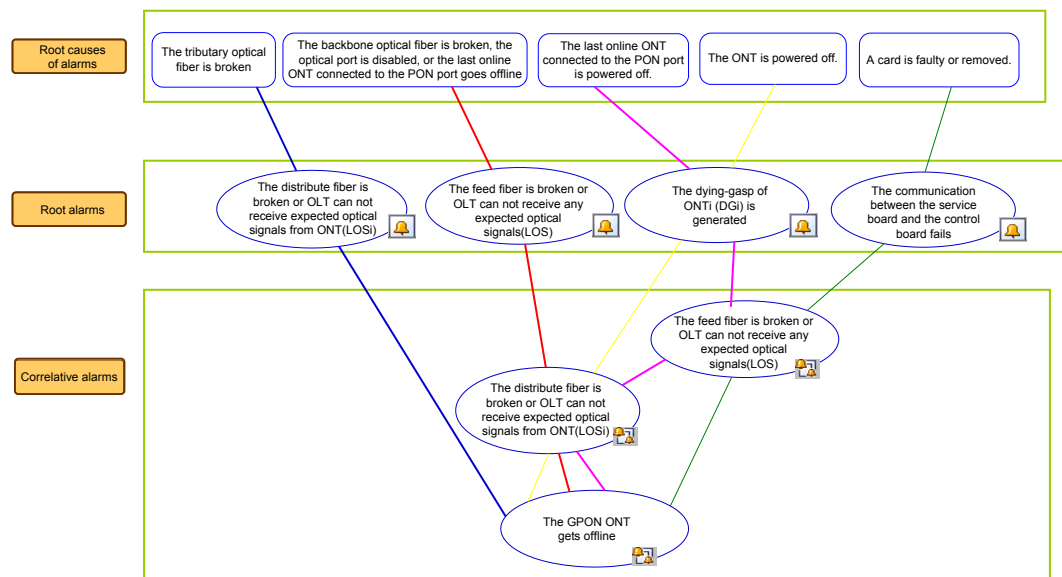 Root causes
of alarms
The tributary optical
fiber is broken
The backbone optical fiber is broken, the
optical port is disabled, or the last online
ONT connected to the PON port goes offline
The last online ONT
connected to the PON port
is powered off.
The ONT is powered off.
A card is faulty or removed.
Root alarms
The distribute fiber is
broken or OLT can not
receive expected optical
signals from ONT(LOSi)
The feed fiber is broken or
OLT can not receive any
expected optical
signals(LOS)
The dying-gasp of
ONTi (DGi) is
generated
The communication
between the service
board and the control
board fails
Correlative alarms
The feed fiber is broken or
OLT can not receive any
expected optical
signals(LOS)
The distribute fiber is
broken or OLT can not
receive expected optical
signals from ONT(LOSi)
The GPON ONT
gets offline